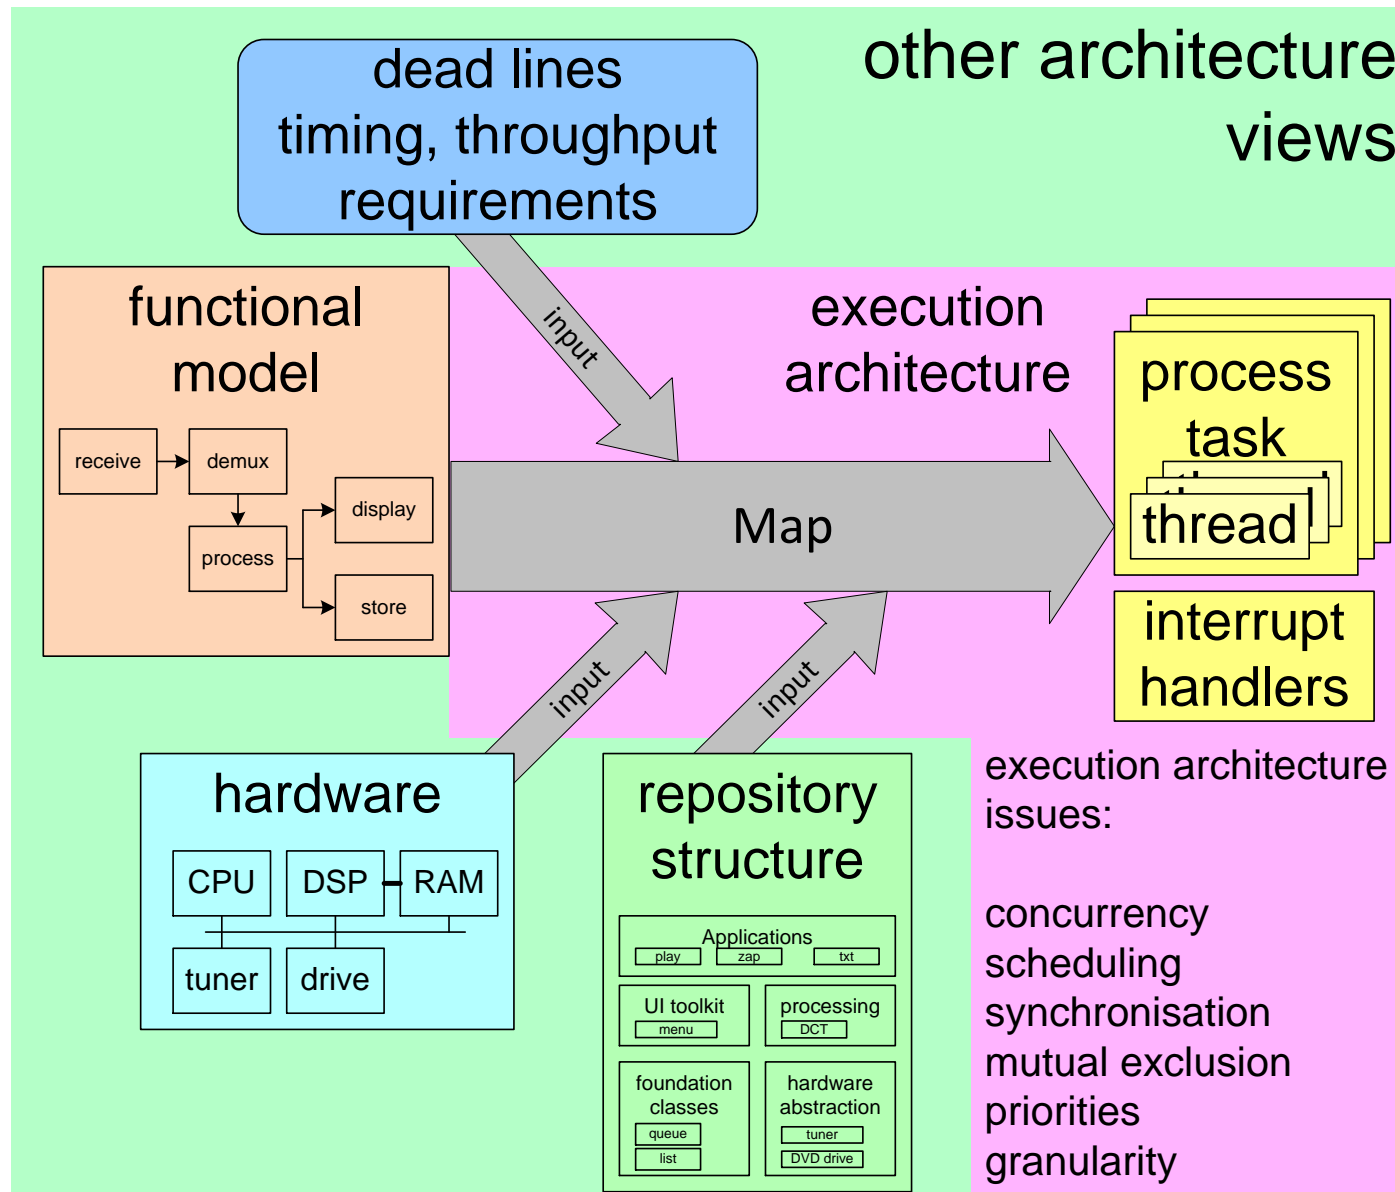 other architecture
views
dead lines
timing, throughput
requirements
input
functional
model
receive
demux
process
display
store
execution
architecture
Map
process
task
thread
interrupt
handlers
input
input
hardware
CPU
DSP
RAM
tuner
drive
repository
structure
Applications
play
zap
txt
UI toolkit
menu
processing
DCT
foundation
classes
queue
list
hardware
abstraction
tuner
DVD drive
execution architecture
issues:
concurrency
scheduling
synchronisation
mutual exclusion
priorities
granularity